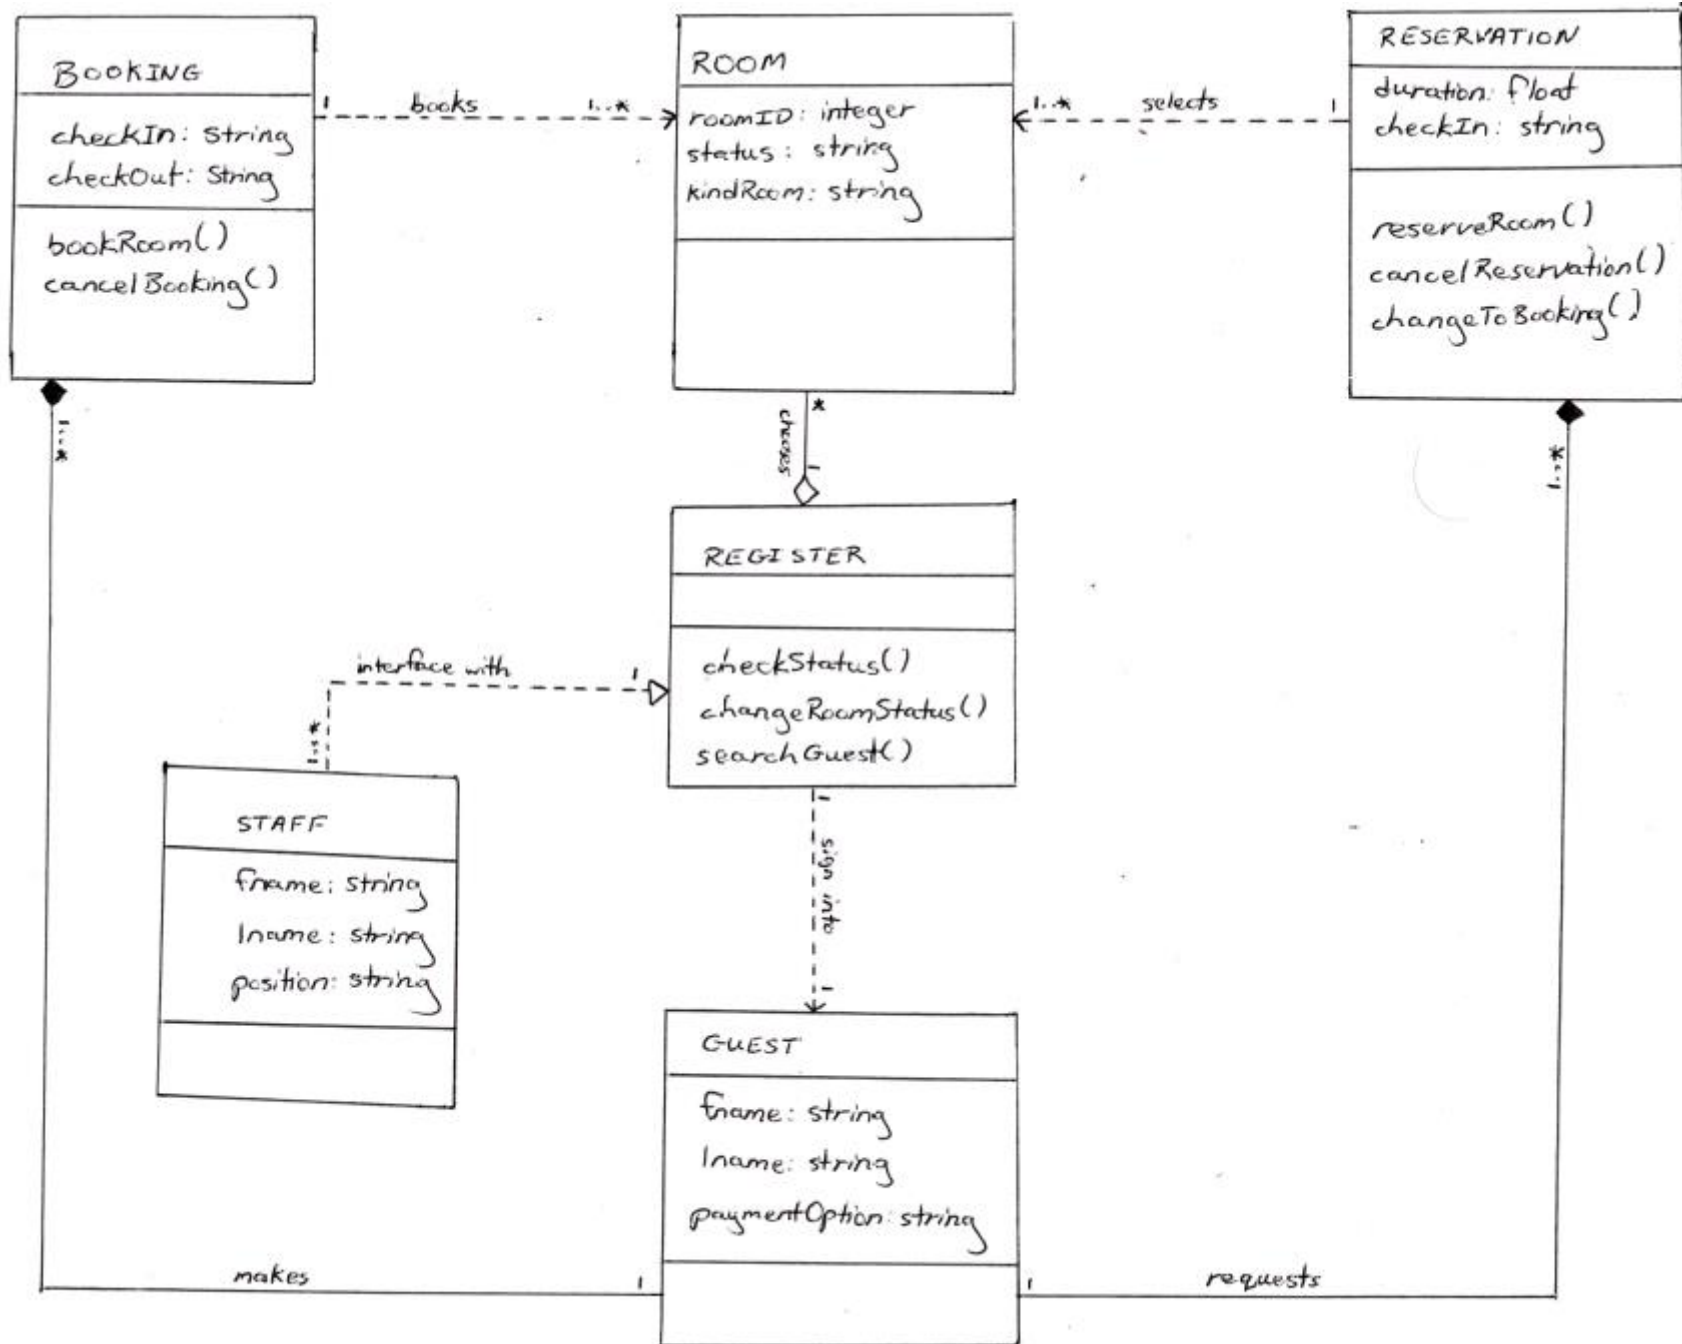 BOOKING
checkIn: String
checkOut: String
bookRoom()
cancelBooking()
1 books 1..*
ROOM
roomID: integer
status: string
kindRoom: string
1..* selects 1
RESERVATION
duration: float
checkIn: string
reserveRoom()
cancelReservation()
changeToBooking()
1...*
*
chooses
1
1...*
REGISTER
checkStatus()
changeRoomStatus()
searchGuest()
interface with 1
1..*
STAFF
fname: string
lname: string
position: string
1
sign into
1
GUEST
fname: string
lname: string
paymentOption: string
makes 1
1 requests